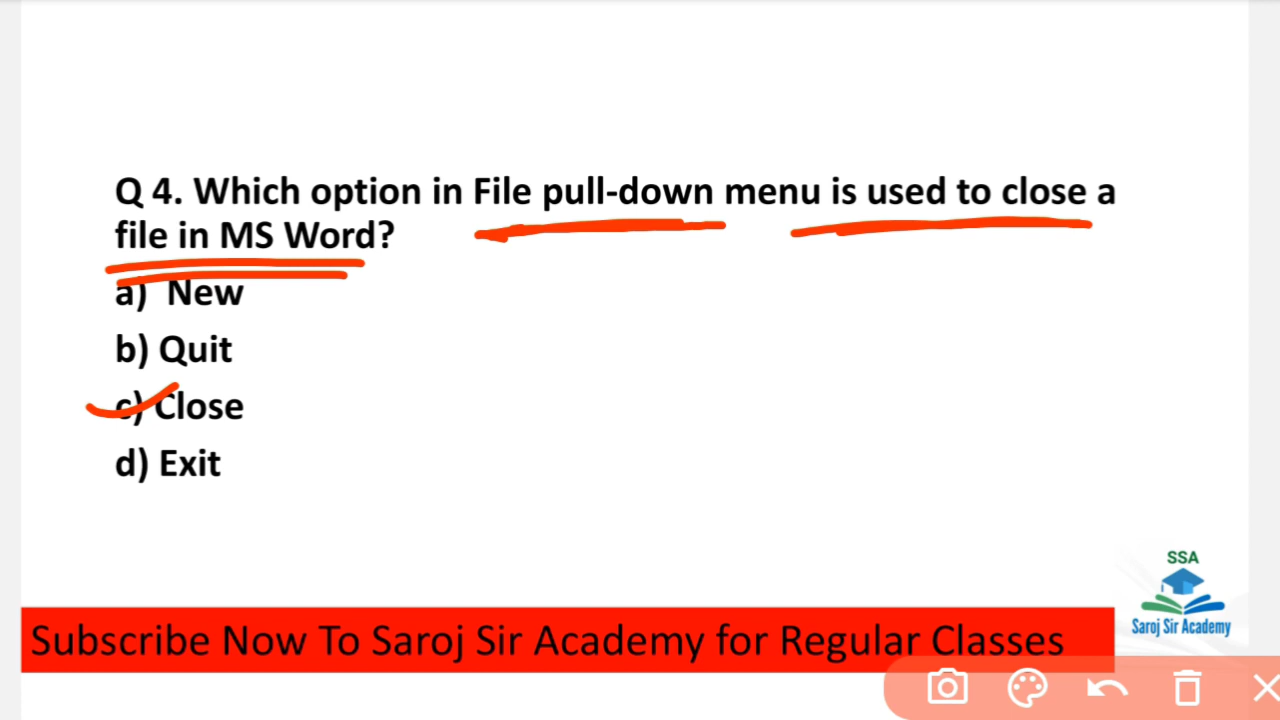 Q 4. Which option in File pull-down menu is used to close a
file in MS Word?
a) New
b) Quit
c) Close
d) Exit
SSA
Saroj Sir Academy
Subscribe Now To Saroj Sir Academy for Regular Classes